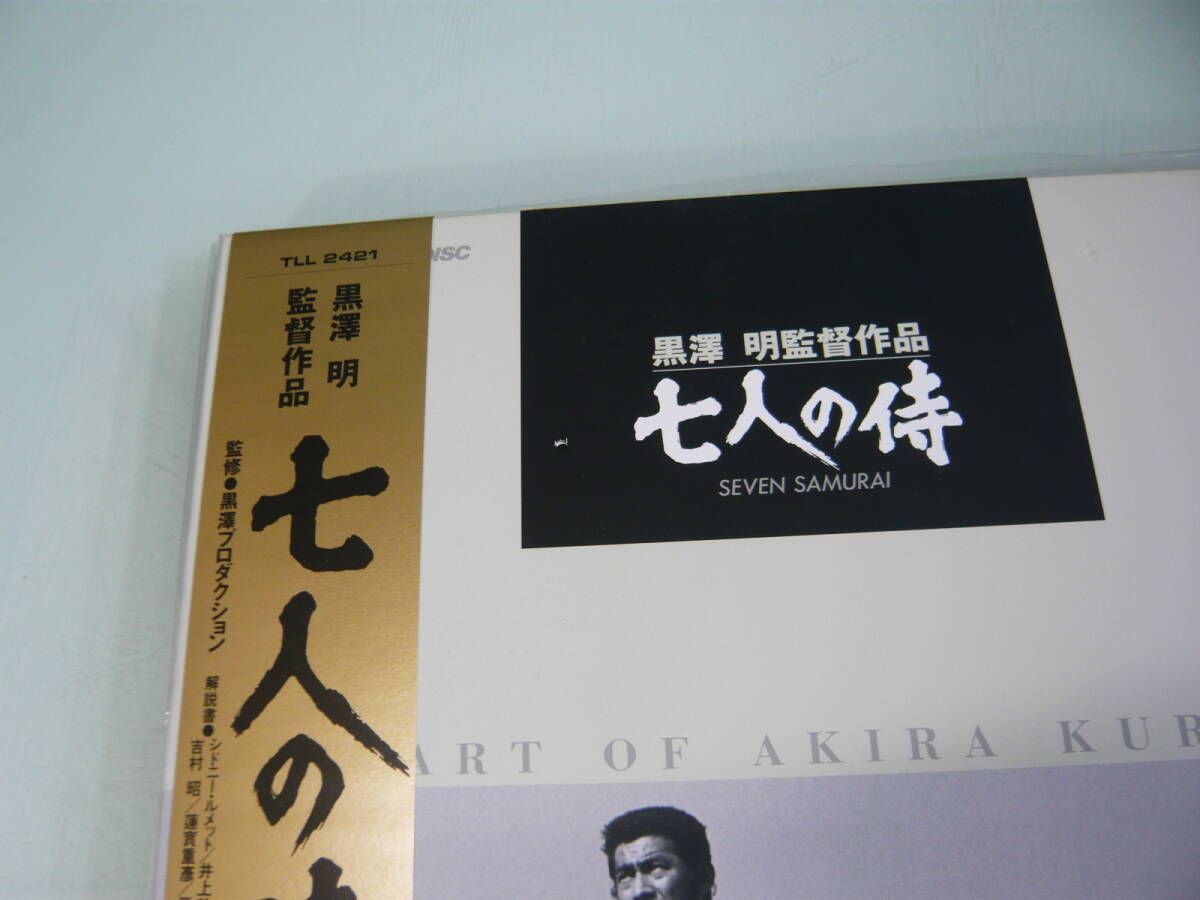 TLL 2421
黒澤 明
監督作品
七人の
監修●黒澤プロダクション
解説書●シドニー・ルメット/井上
吉村 昭/蓮實重彦/
DISC
黒澤 明監督作品
七人の侍
SEVEN SAMURAI
ART OF AKIRA KUR